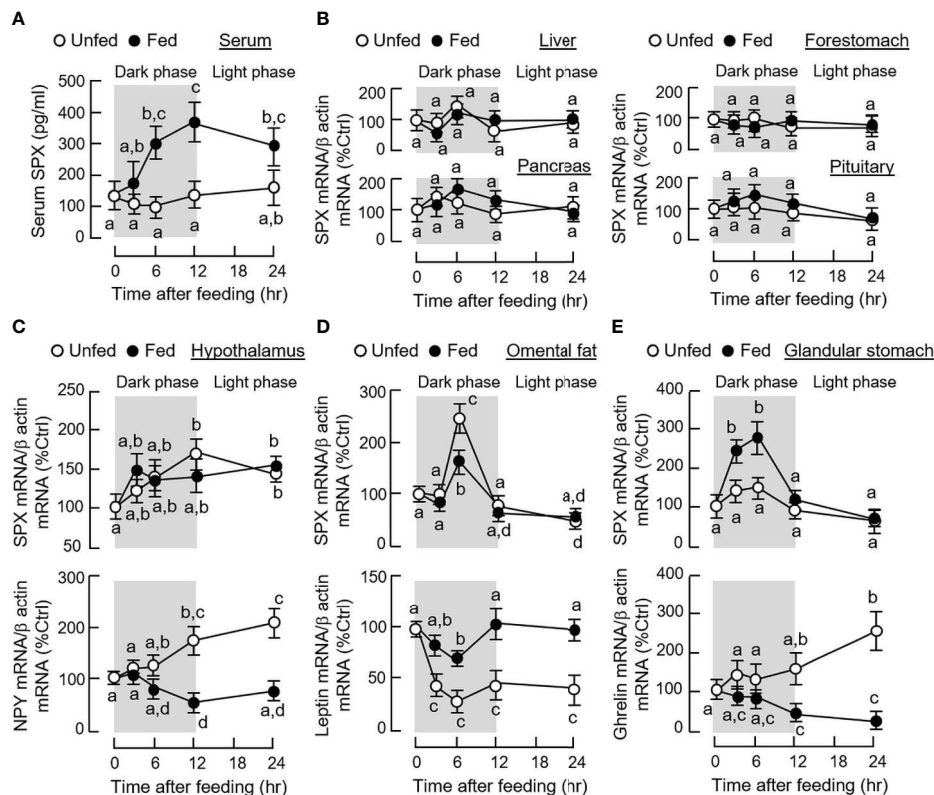 A
Unfed Fed Serum
Dark phase Light phase
Serum SPX (pg/ml)
500
400
300
200
100
0
a a,b a b,c a c a b,c a,b
0 6 12 18 24
Time after feeding (hr)
B
Unfed Fed Liver
Dark phase Light phase
SPX mRNA/β actin
mRNA (%Ctrl)
200
100
0
a a a a a a a a a
Pancreas
200
100
0
a a a a a a a a a
0 6 12 18 24
Time after feeding (hr)
Unfed Fed Forestomach
Dark phase Light phase
SPX mRNA/β actin
mRNA (%Ctrl)
200
100
0
a a a a a a a a a
Pituitary
200
100
0
a a a a a a a a a
0 6 12 18 24
Time after feeding (hr)
C
Unfed Fed Hypothalamus
Dark phase Light phase
SPX mRNA/β actin
mRNA (%Ctrl)
250
200
150
100
50
a a,b a,b a,b a,b b a,b b b
NPY mRNA/β actin
mRNA (%Ctrl)
300
200
100
0
a a a a,b a,d b,c d c a,d
0 6 12 18 24
Time after feeding (hr)
D
Unfed Fed Omental fat
Dark phase Light phase
SPX mRNA/β actin
mRNA (%Ctrl)
300
200
100
0
a a a c b a a,d a,d d
Leptin mRNA/β actin
mRNA (%Ctrl)
150
100
50
0
a a,b c b c a c a c
0 6 12 18 24
Time after feeding (hr)
E
Unfed Fed Glandular stomach
Dark phase Light phase
SPX mRNA/β actin
mRNA (%Ctrl)
400
300
200
100
0
a b a b a a a a a
Ghrelin mRNA/β actin
mRNA (%Ctrl)
400
300
200
100
0
a a a,c a a,c a,b c b c
0 6 12 18 24
Time after feeding (hr)